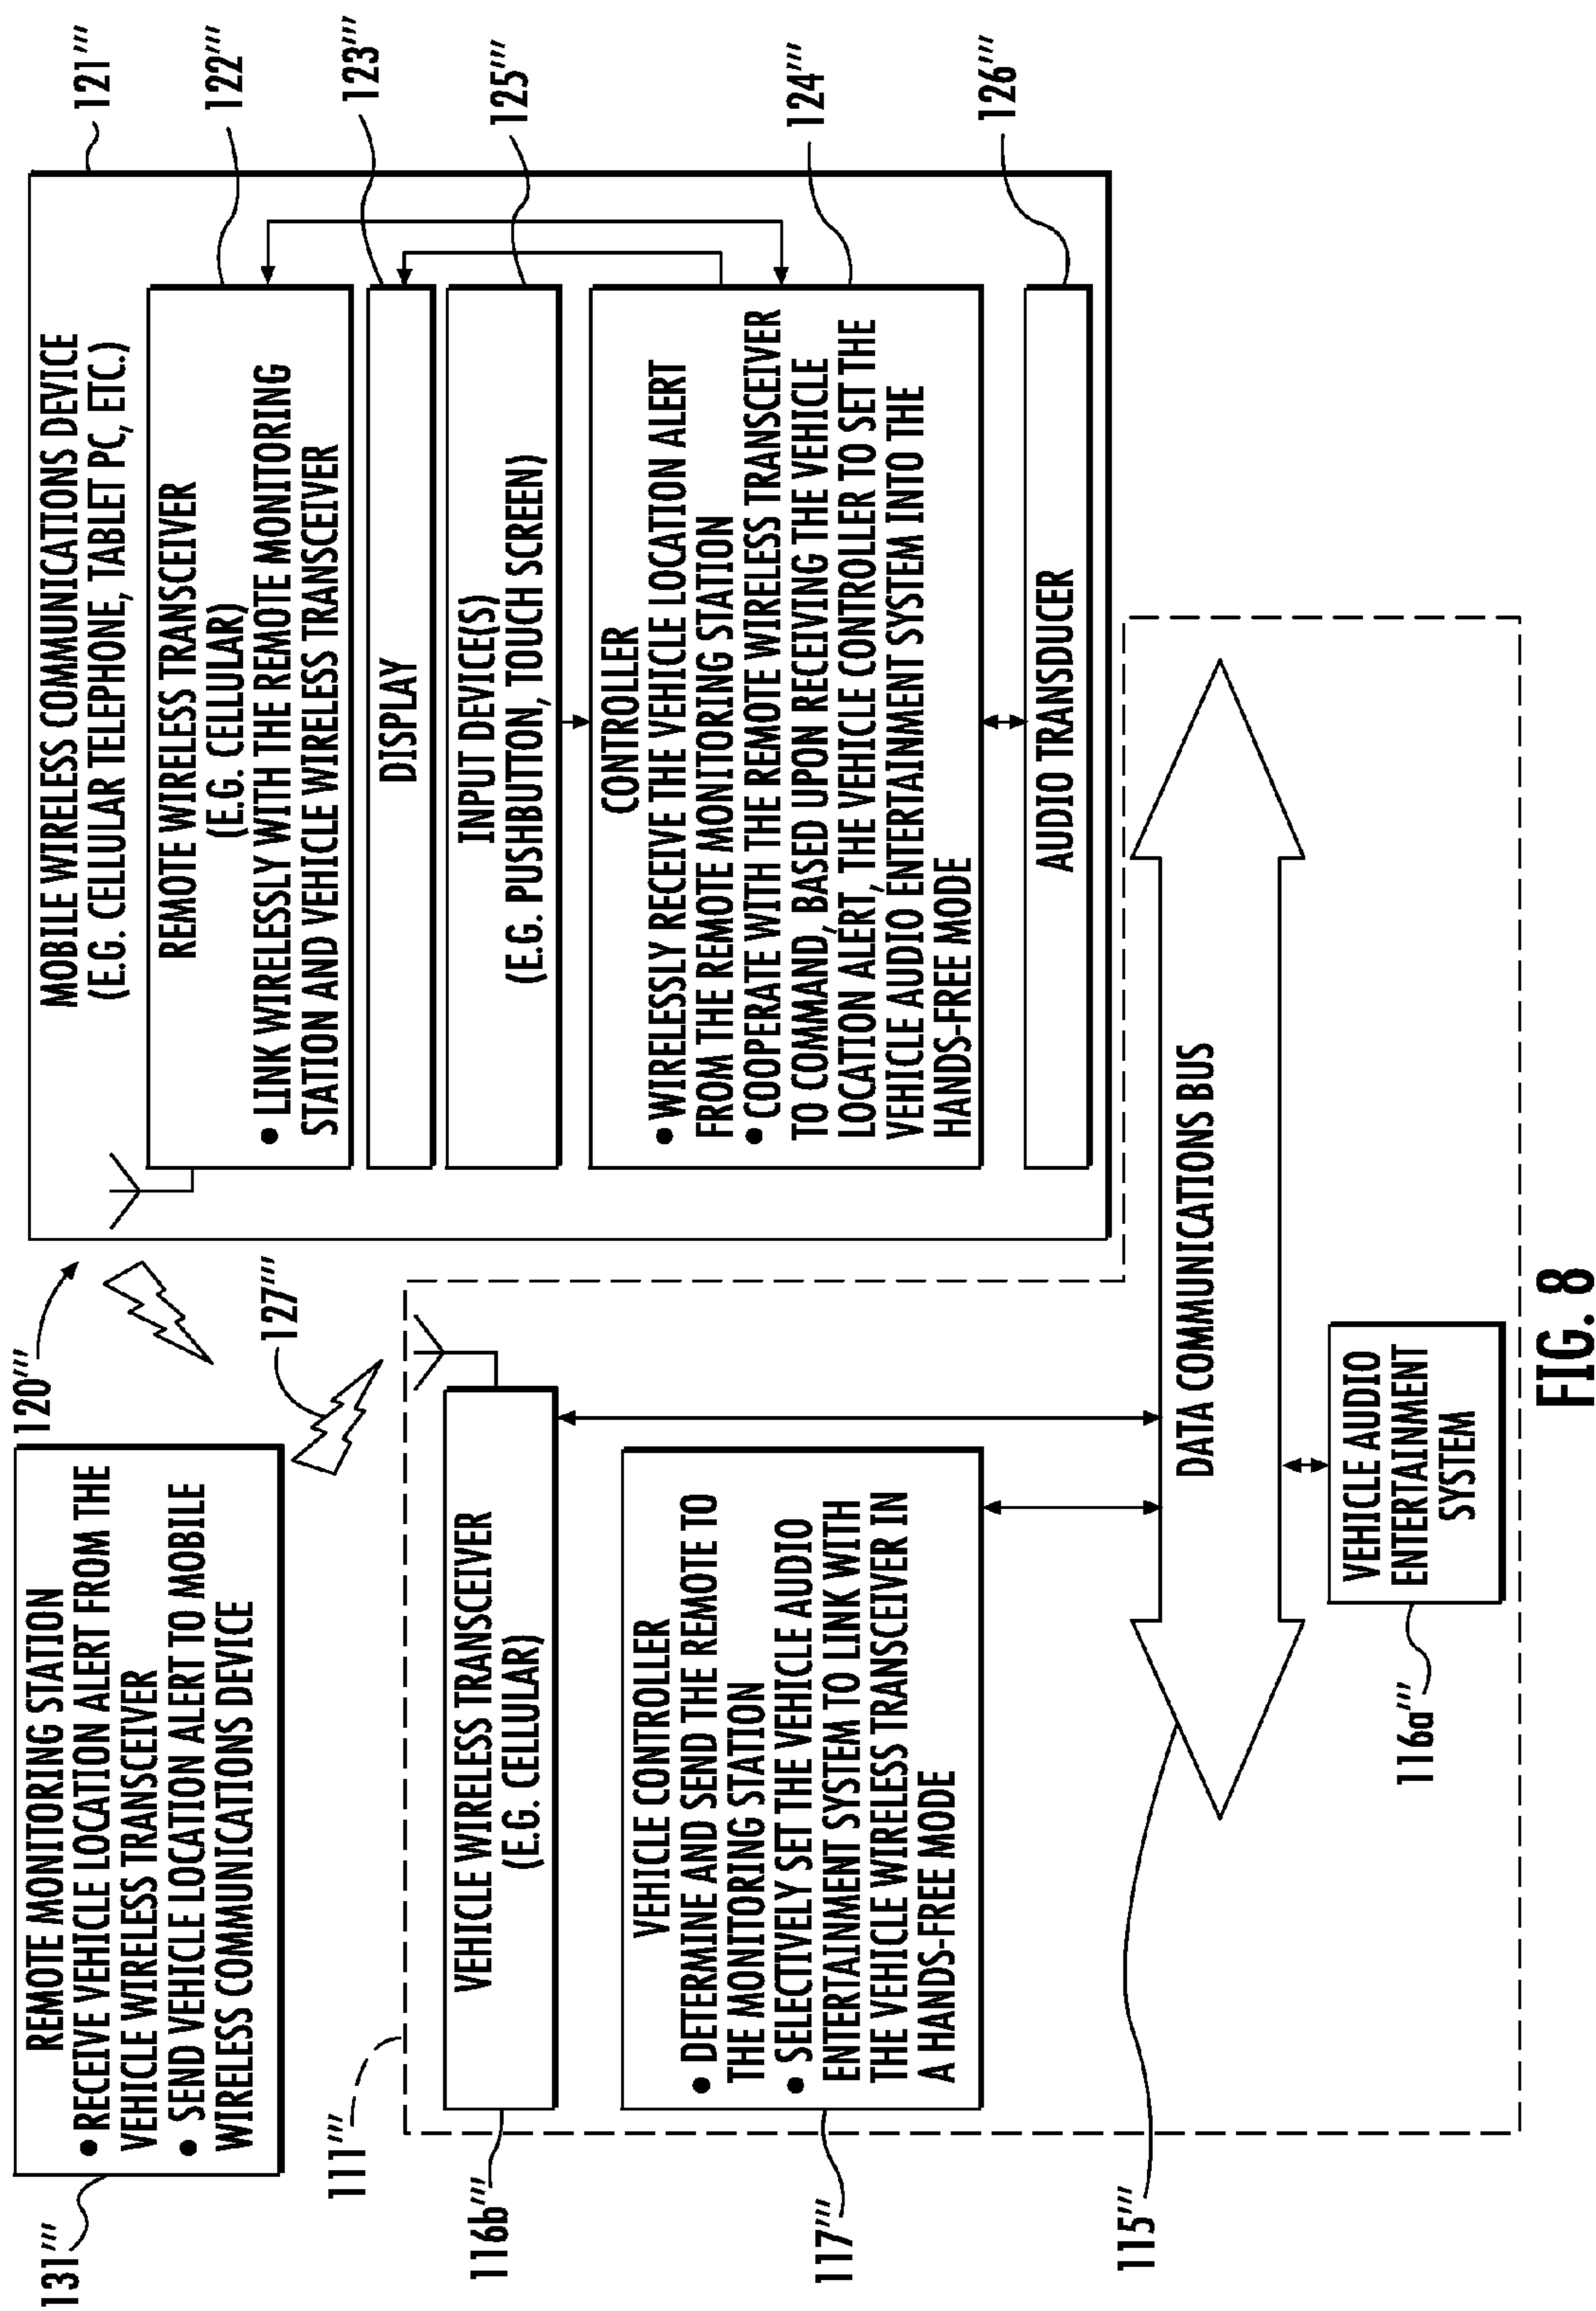 120‴
131‴
REMOTE MONITORING STATION
• RECEIVE VEHICLE LOCATION ALERT FROM THE
VEHICLE WIRELESS TRANSCEIVER
• SEND VEHICLE LOCATION ALERT TO MOBILE
WIRELESS COMMUNICATIONS DEVICE
127‴
111‴
116b‴
VEHICLE WIRELESS TRANSCEIVER
(E.G. CELLULAR)
117‴
VEHICLE CONTROLLER
• DETERMINE AND SEND THE REMOTE TO
THE MONITORING STATION
• SELECTIVELY SET THE VEHICLE AUDIO
ENTERTAINMENT SYSTEM TO LINK WITH
THE VEHICLE WIRELESS TRANSCEIVER IN
A HANDS-FREE MODE
115‴
DATA COMMUNICATIONS BUS
116a‴
VEHICLE AUDIO
ENTERTAINMENT
SYSTEM
121‴
MOBILE WIRELESS COMMUNICATIONS DEVICE
(E.G. CELLULAR TELEPHONE, TABLET PC, ETC.)
122‴
REMOTE WIRELESS TRANSCEIVER
(E.G. CELLULAR)
• LINK WIRELESSLY WITH THE REMOTE MONITORING
STATION AND VEHICLE WIRELESS TRANSCEIVER
123‴
DISPLAY
125‴
INPUT DEVICE(S)
(E.G. PUSHBUTTON, TOUCH SCREEN)
124‴
CONTROLLER
• WIRELESSLY RECEIVE THE VEHICLE LOCATION ALERT
FROM THE REMOTE MONITORING STATION
• COOPERATE WITH THE REMOTE WIRELESS TRANSCEIVER
TO COMMAND, BASED UPON RECEIVING THE VEHICLE
LOCATION ALERT, THE VEHICLE CONTROLLER TO SET THE
VEHICLE AUDIO ENTERTAINMENT SYSTEM INTO THE
HANDS-FREE MODE
126‴
AUDIO TRANSDUCER
FIG. 8